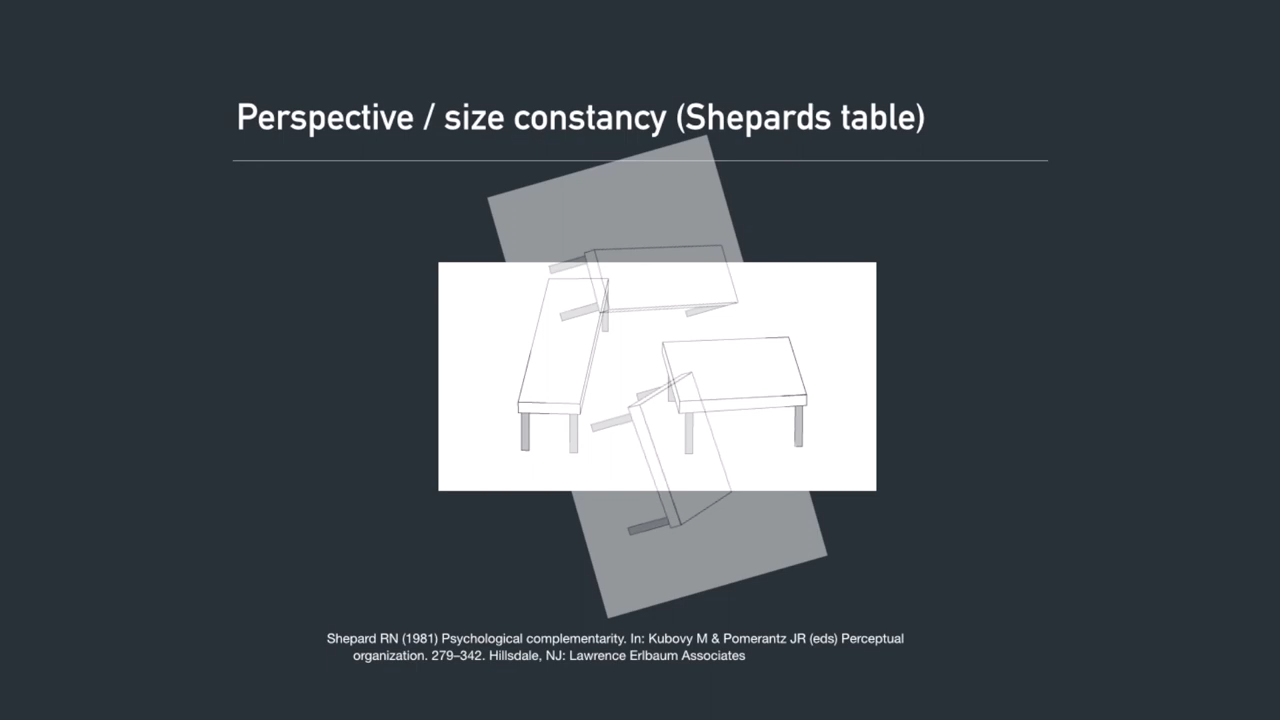 Perspective / size constancy (Shepards table)
Shepard RN (1981) Psychological complementarity. In: Kubovy M & Pomerantz JR (eds) Perceptual
organization. 279–342. Hillsdale, NJ: Lawrence Erlbaum Associates